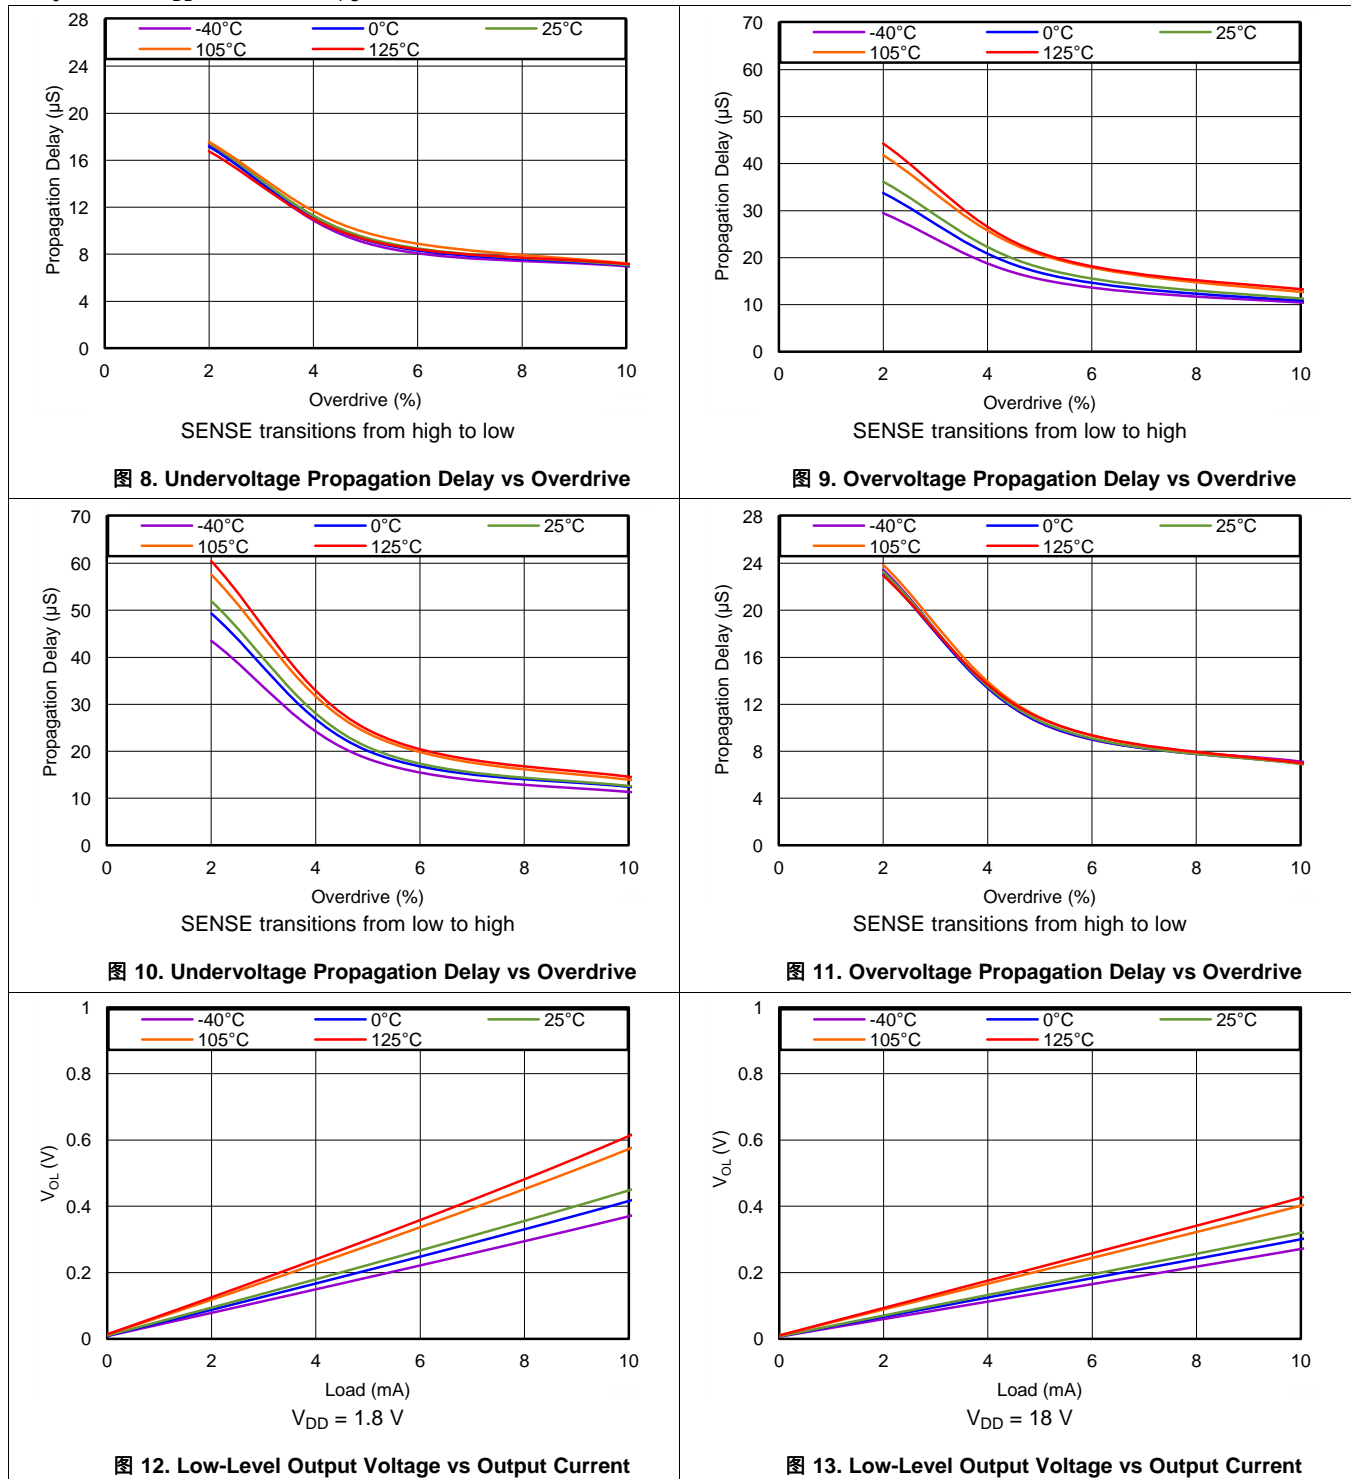 28
-40°C 0°C 25°C
105°C 125°C
24
20
16
12
8
4
0
0 2 4 6 8 10
Propagation Delay (µS)
Overdrive (%)
SENSE transitions from high to low
图 8. Undervoltage Propagation Delay vs Overdrive
70
-40°C 0°C 25°C
105°C 125°C
60
50
40
30
20
10
0
0 2 4 6 8 10
Propagation Delay (µS)
Overdrive (%)
SENSE transitions from low to high
图 9. Overvoltage Propagation Delay vs Overdrive
70
-40°C 0°C 25°C
105°C 125°C
60
50
40
30
20
10
0
0 2 4 6 8 10
Propagation Delay (µS)
Overdrive (%)
SENSE transitions from low to high
图 10. Undervoltage Propagation Delay vs Overdrive
28
-40°C 0°C 25°C
105°C 125°C
24
20
16
12
8
4
0
0 2 4 6 8 10
Propagation Delay (µS)
Overdrive (%)
SENSE transitions from high to low
图 11. Overvoltage Propagation Delay vs Overdrive
1
-40°C 0°C 25°C
105°C 125°C
0.8
0.6
0.4
0.2
0
0 2 4 6 8 10
VOL (V)
Load (mA)
VDD = 1.8 V
图 12. Low-Level Output Voltage vs Output Current
1
-40°C 0°C 25°C
105°C 125°C
0.8
0.6
0.4
0.2
0
0 2 4 6 8 10
VOL (V)
Load (mA)
VDD = 18 V
图 13. Low-Level Output Voltage vs Output Current